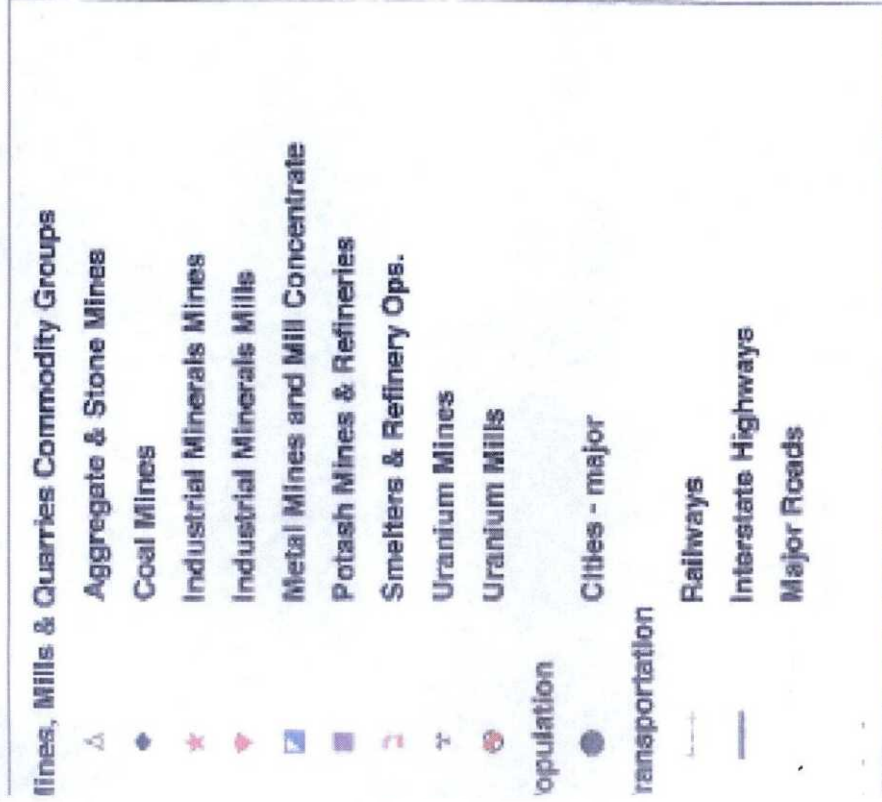 lines, Mills & Quarries Commodity Groups
Aggregate & Stone Mines
Coal Mines
Industrial Minerals Mines
Industrial Minerals Mills
Metal Mines and Mill Concentrate
Potash Mines & Refineries
Smelters & Refinery Ops.
Uranium Mines
Uranium Mills
opulation
Cities - major
ransportation
Railways
Interstate Highways
Major Roads